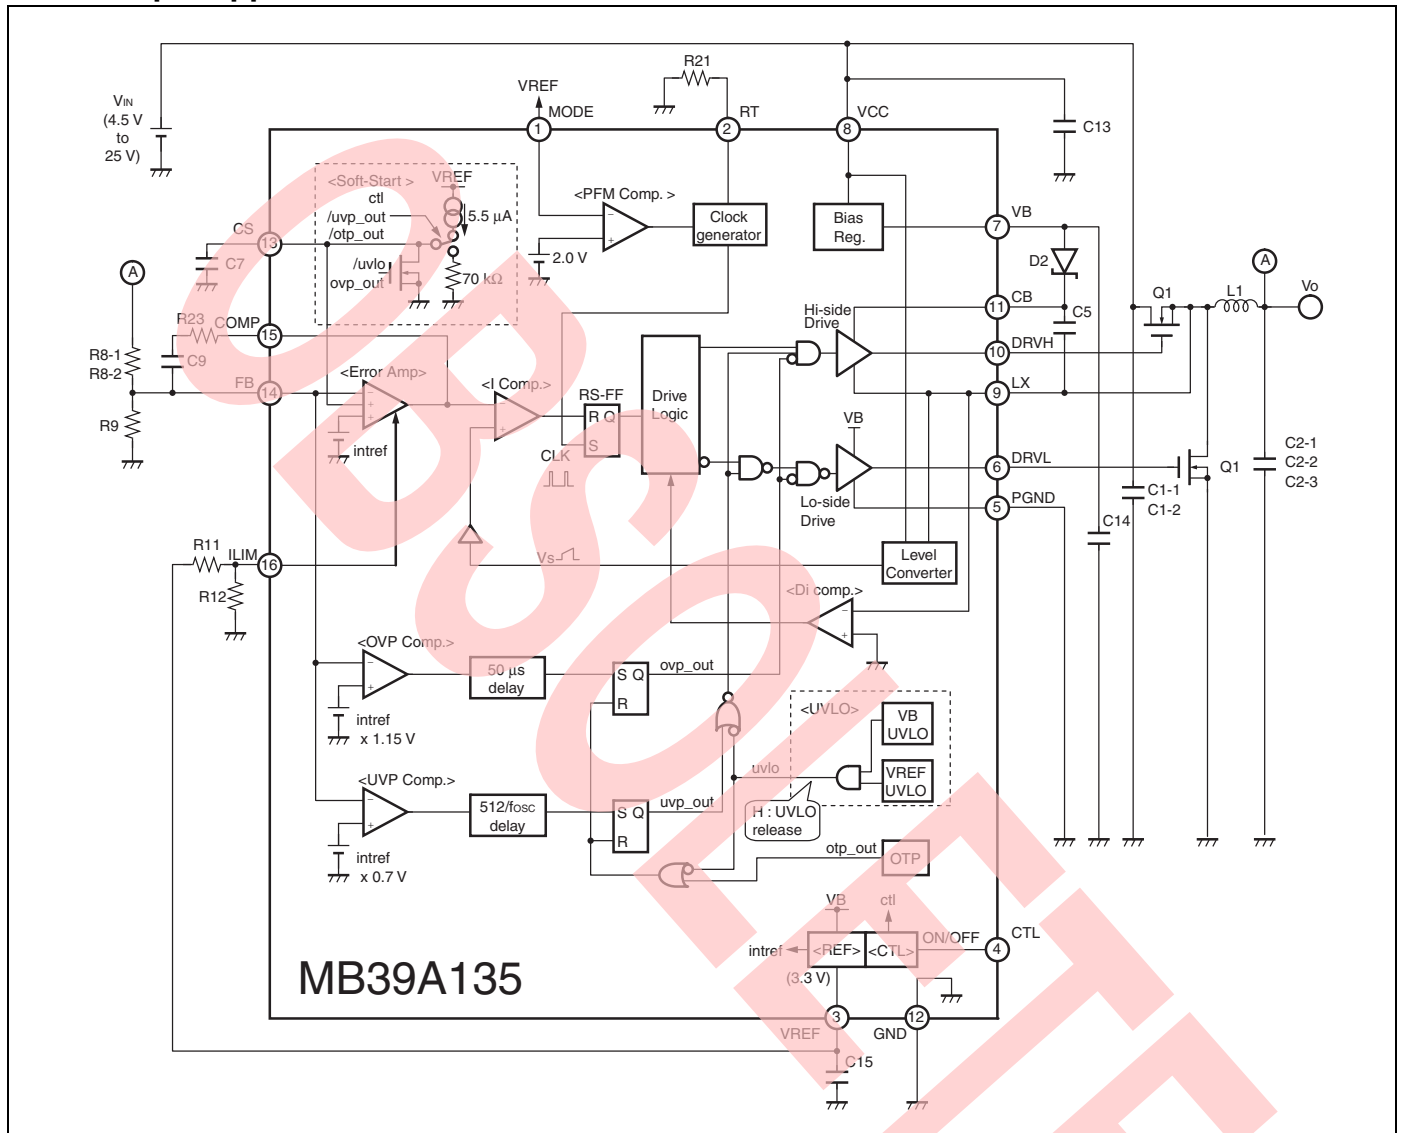 R21
VREF
MODE
RT
VCC
1
2
8
VIN
(4.5 V
to
25 V)
C13
<Soft-Start >
VREF
ctl
/uvp_out
/otp_out
5.5 µA
/uvlo
ovp_out
70 kΩ
<PFM Comp. >
−
+
2.0 V
Clock
generator
Bias
Reg.
7
VB
D2
CS
13
C7
A
A
CB
11
C5
Q1
L1
Vo
R23
COMP
15
Hi-side
Drive
DRVH
10
C9
R8-1
R8-2
FB
14
<Error Amp>
−
+
+
intref
<I Comp.>
−
+
RS-FF
R Q
S
Drive
Logic
LX
9
R9
CLK
VB
DRVL
6
Lo-side
Drive
PGND
5
Q1
C1-1
C1-2
C2-1
C2-2
C2-3
C14
R11
ILIM
16
R12
Vs
Level
Converter
<Di comp.>
−
+
<OVP Comp.>
−
+
50 µs
delay
S Q
R
ovp_out
intref
x 1.15 V
<UVLO>
VB
UVLO
VREF
UVLO
uvlo
H : UVLO
release
<UVP Comp.>
−
+
512/fOSC
delay
S Q
R
uvp_out
intref
x 0.7 V
otp_out
OTP
VB
ctl
intref
<REF>
<CTL>
ON/OFF
4
CTL
(3.3 V)
MB39A135
3
12
VREF
GND
C15
OBSOLETE